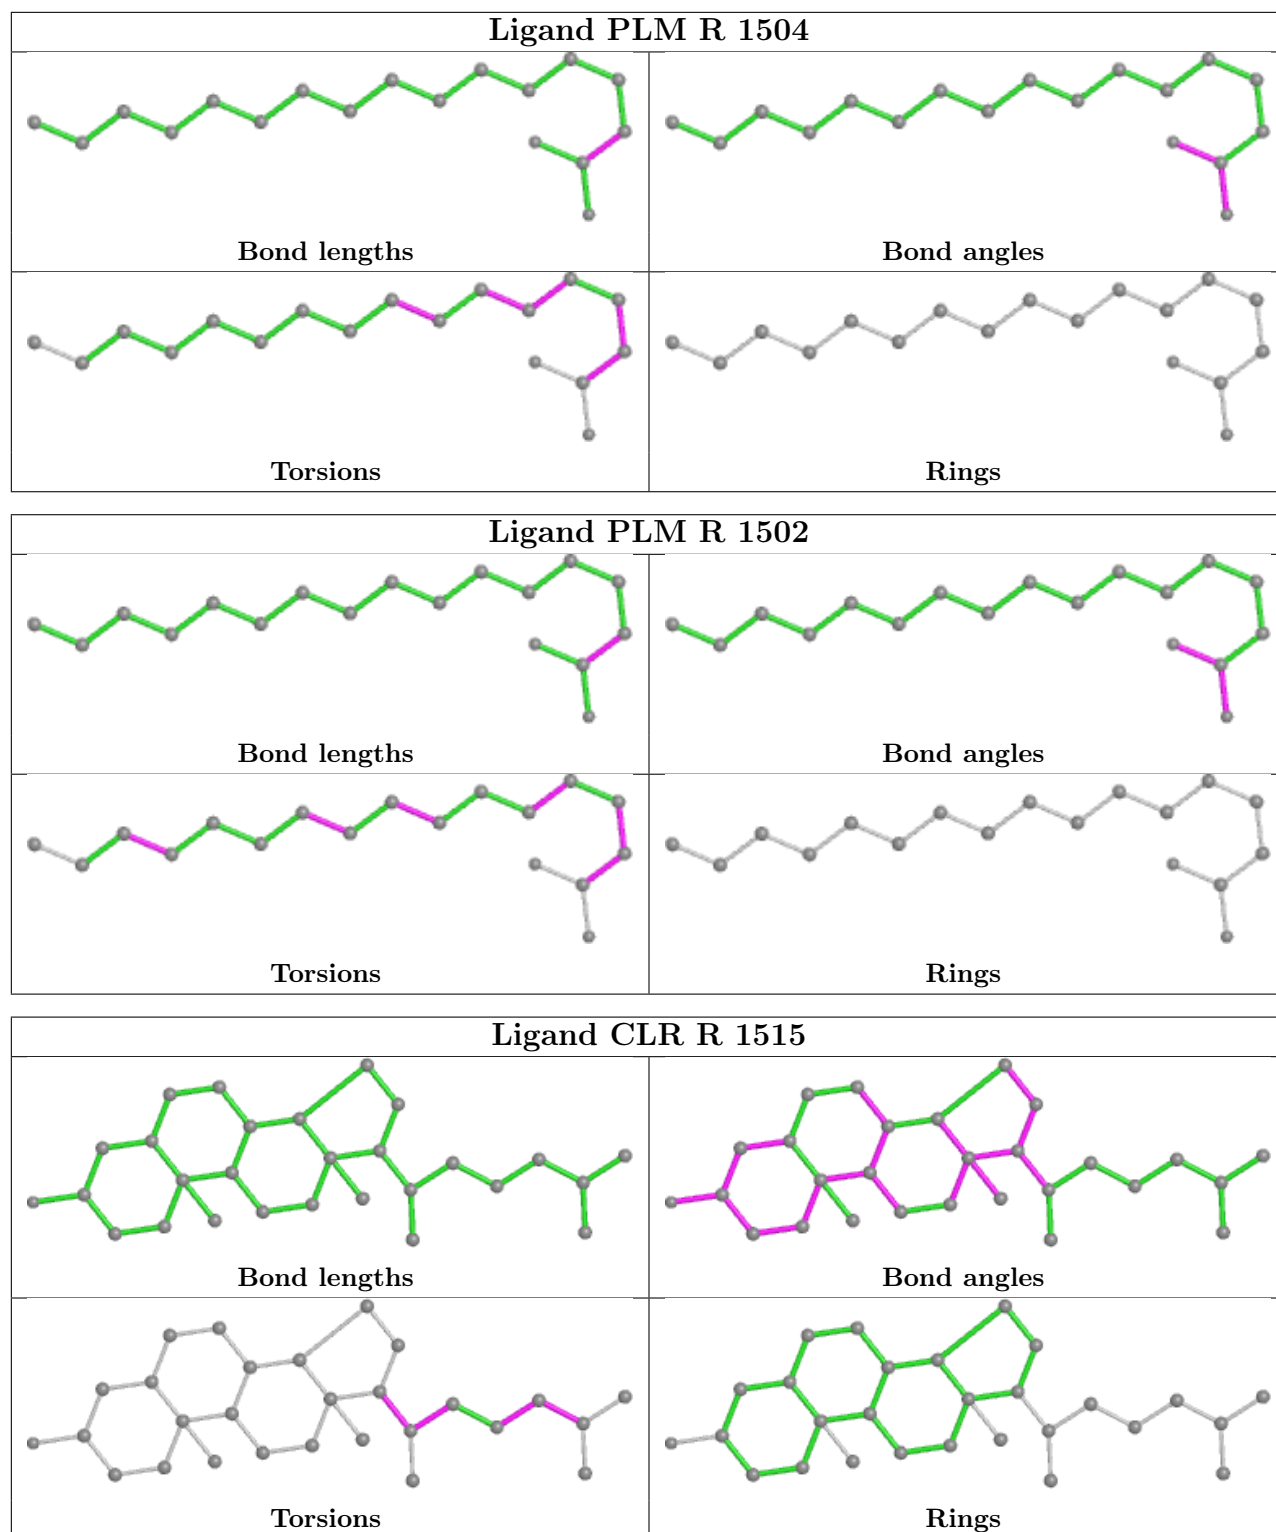 Ligand PLM R 1504
Bond lengths
Bond angles
Torsions
Rings
Ligand PLM R 1502
Bond lengths
Bond angles
Torsions
Rings
Ligand CLR R 1515
Bond lengths
Bond angles
Torsions
Rings